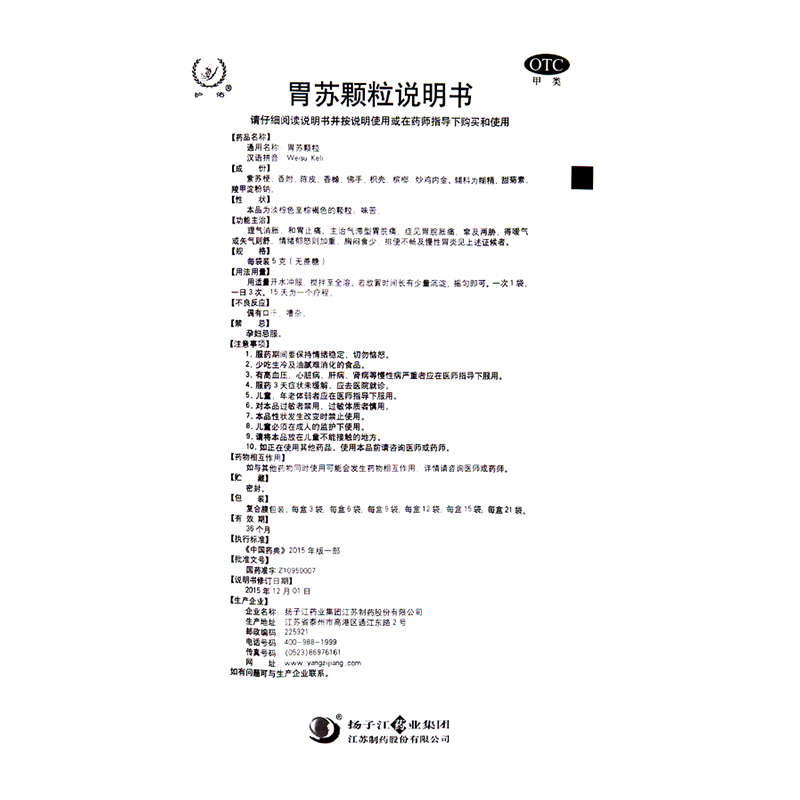 护佑®
OTC
甲类
胃苏颗粒说明书
请仔细阅读说明书并按说明使用或在药师指导下购买和使用
【药品名称】
通用名称：胃苏颗粒
汉语拼音：Weisu Keli
【成 份】
紫苏梗、香附、陈皮、香橼、佛手、枳壳、槟榔、炒鸡内金。辅料为糊精、甜菊素、
羧甲淀粉钠。
【性 状】
本品为淡棕色至棕褐色的颗粒；味苦。
【功能主治】
理气消胀，和胃止痛。主治气滞型胃脘痛，症见胃脘胀痛，窜及两胁，得嗳气
或矢气则舒，情绪郁怒则加重，胸闷食少，排便不畅及慢性胃炎见上述证候者。
【规 格】
每袋装5克（无蔗糖）
【用法用量】
用适量开水冲服，搅拌至全溶。若放置时间长有少量沉淀，摇匀即可。一次1袋，
一日3次。15天为一个疗程。
【不良反应】
偶有口干，嘈杂。
【禁 忌】
孕妇忌服。
【注意事项】
1、服药期间要保持情绪稳定，切勿恼怒。
2、少吃生冷及油腻难消化的食品。
3、有高血压、心脏病、肝病、肾病等慢性病严重者应在医师指导下服用。
4、服药3天症状未缓解，应去医院就诊。
5、儿童、年老体弱者应在医师指导下服用。
6、对本品过敏者禁用，过敏体质者慎用。
7、本品性状发生改变时禁止使用。
8、儿童必须在成人的监护下使用。
9、请将本品放在儿童不能接触的地方。
10、如正在使用其他药品，使用本品前请咨询医师或药师。
【药物相互作用】
如与其他药物同时使用可能会发生药物相互作用，详情请咨询医师或药师。
【贮 藏】
密封。
【包 装】
复合膜包装，每盒3袋，每盒6袋，每盒9袋，每盒12袋，每盒15袋，每盒21袋。
【有 效 期】
36个月
【执行标准】
《中国药典》2015年版一部
【批准文号】
国药准字Z10950007
【说明书修订日期】
2015年12月01日
【生产企业】
企业名称：扬子江药业集团江苏制药股份有限公司
生产地址：江苏省泰州市高港区通江东路2号
邮政编码：225321
电话号码：400-988-1999
传真号码：(0523)86976161
网 址：www.yangzijiang.com
如有问题可与生产企业联系。
®扬子江药业集团
江苏制药股份有限公司